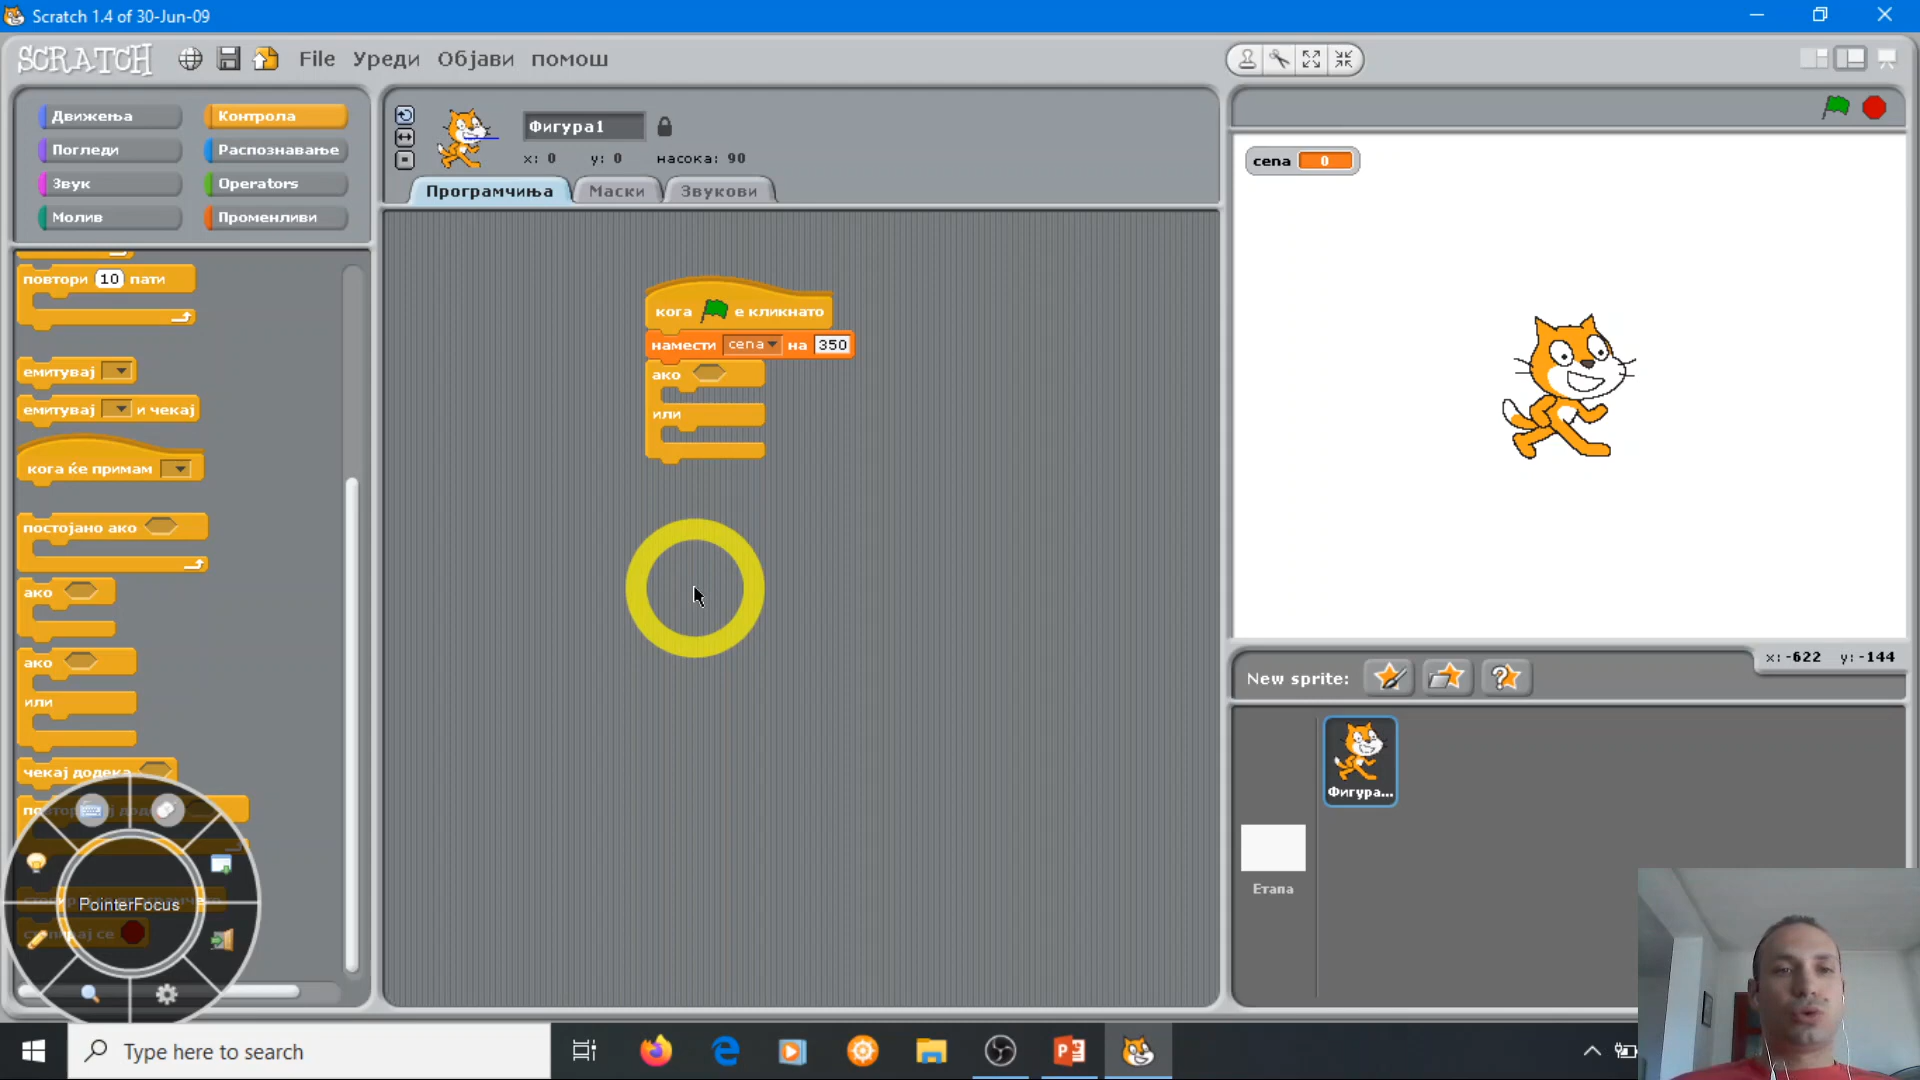 Scratch 1.4 of 30-Jun-09
SCRATCH
File Уреди Објави помош
Движења Контрола
Погледи Распознавање
Звук Operators
Молив Променливи
повтори 10 пати
емитувај
емитувај и чекај
кога ќе примам
постојано ако
ако
ако
или
чекај додека
PointerFocus
Фигура1
x: 0 y: 0 насока: 90
Програмчиња Маски Звукови
кога е кликнато
намести cena на 350
ако
или
cena 0
x: -622 y: -144
New sprite:
Фигура...
Етапа
Type here to search